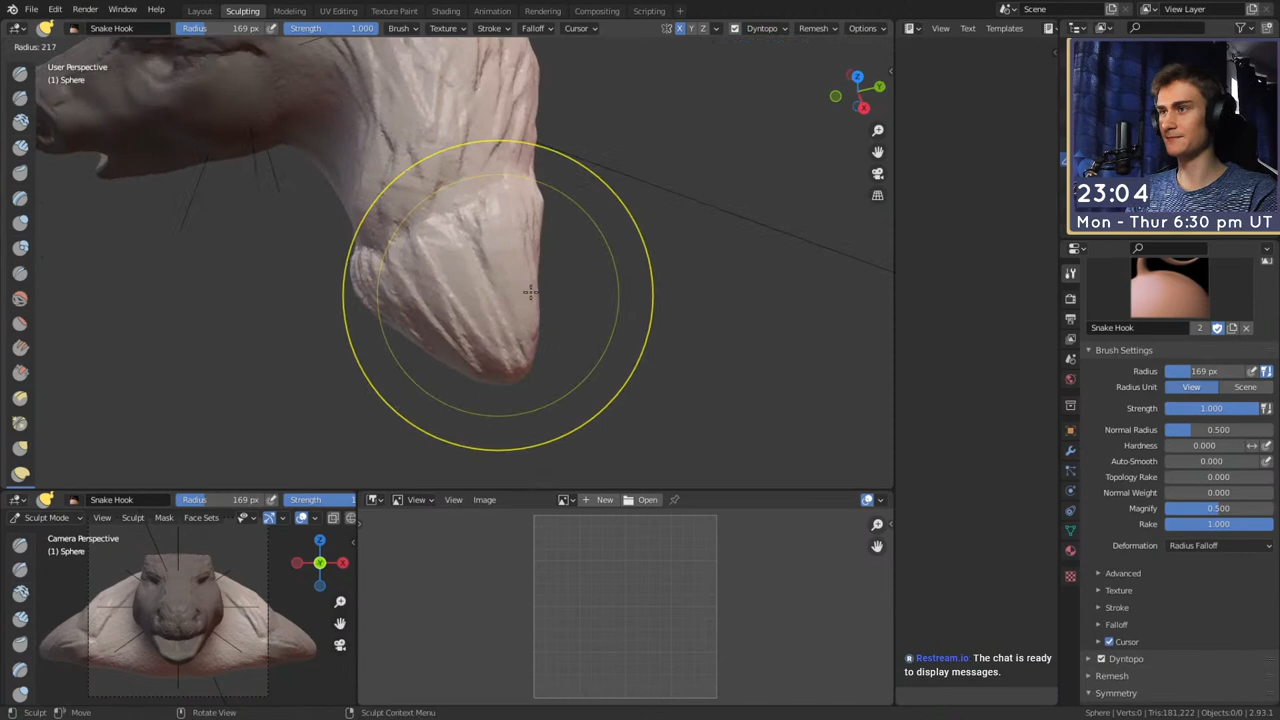 File Edit Render Window Help Layout Sculpting Modeling UV Editing Texture Paint Shading Animation Rendering Compositing Scripting + Scene View Layer
Snake Hook Radius 169 px Strength 1.000 Brush Texture Stroke Falloff Cursor X Y Z Dyntopo Remesh Options View Text Templates
Radius: 217
User Perspective
(1) Sphere
Z
Y
X
23:04
Mon - Thur 6:30 pm UT
Snake Hook 2
Brush Settings
Radius 169 px
Radius Unit View Scene
Strength 1.000
Normal Radius 0.500
Hardness 0.000
Auto-Smooth 0.000
Topology Rake 0.000
Normal Weight 0.000
Magnify 0.500
Rake 1.000
Deformation Radius Falloff
Advanced
Texture
Stroke
Falloff
Cursor
Dyntopo
Remesh
Symmetry
Snake Hook Radius 169 px Strength 1 View View Image New Open
Sculpt Mode View Sculpt Mask Face Sets
Camera Perspective
(1) Sphere
Z
X
Restream.io: The chat is ready
to display messages.
Sculpt Move Rotate View Sculpt Context Menu Sphere | Verts:0 | Tris:181,222 | Objects:0/0 | 2.93.1